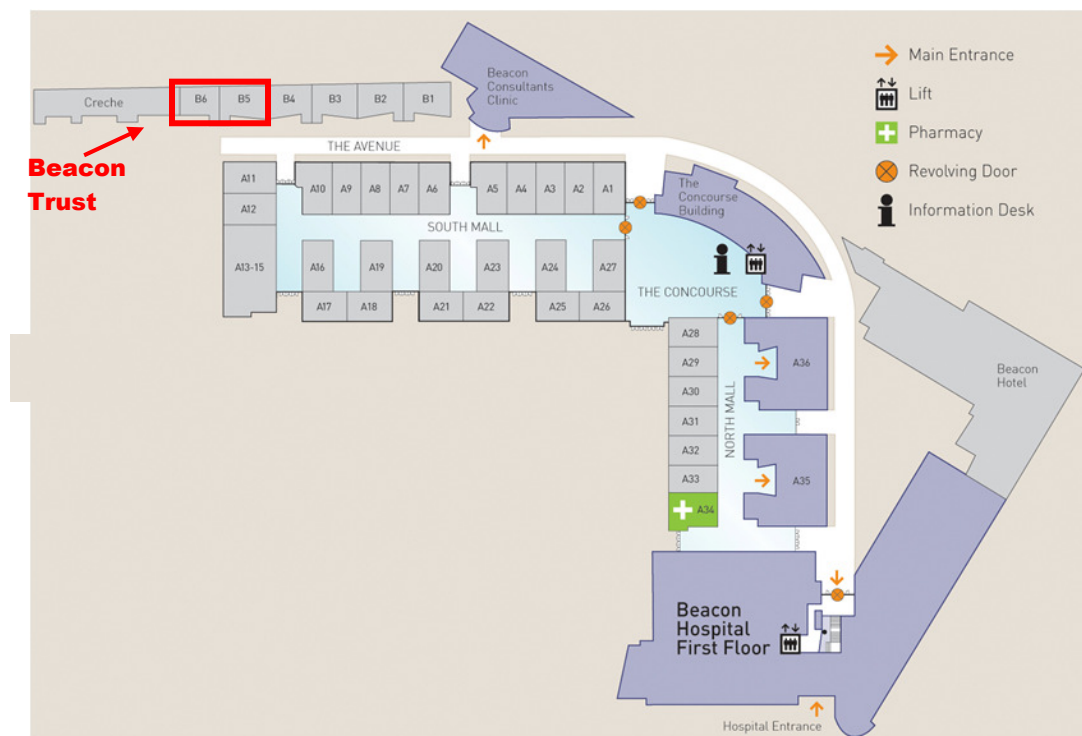 Beacon
Consultants
Clinic
Main Entrance
Lift
Pharmacy
Revolving Door
Information Desk
Creche
B6
B5
B4
B3
B2
B1
Beacon
Trust
THE AVENUE
A11
A12
A13-15
A10
A9
A8
A7
A6
A5
A4
A3
A2
A1
The
Concourse
Building
SOUTH MALL
A16
A19
A20
A23
A24
A27
A17
A18
A21
A22
A25
A26
THE CONCOURSE
A28
A29
A30
A31
A32
A33
A34
NORTH MALL
A36
A35
Beacon
Hotel
Beacon
Hospital
First Floor
Hospital Entrance